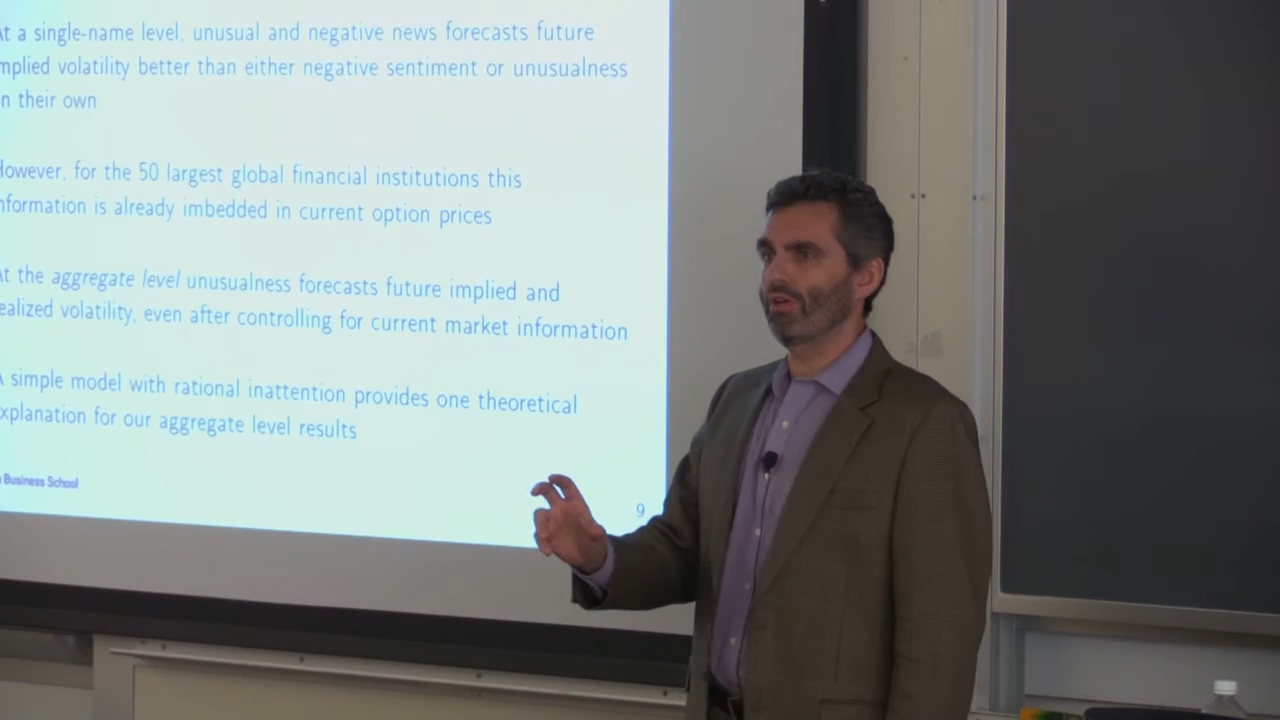 At a single-name level, unusual and negative news forecasts future
implied volatility better than either negative sentiment or unusualness
on their own
However, for the 50 largest global financial institutions this
information is already imbedded in current option prices
At the aggregate level unusualness forecasts future implied and
realized volatility, even after controlling for current market information
A simple model with rational inattention provides one theoretical
explanation for our aggregate level results
Business School
9